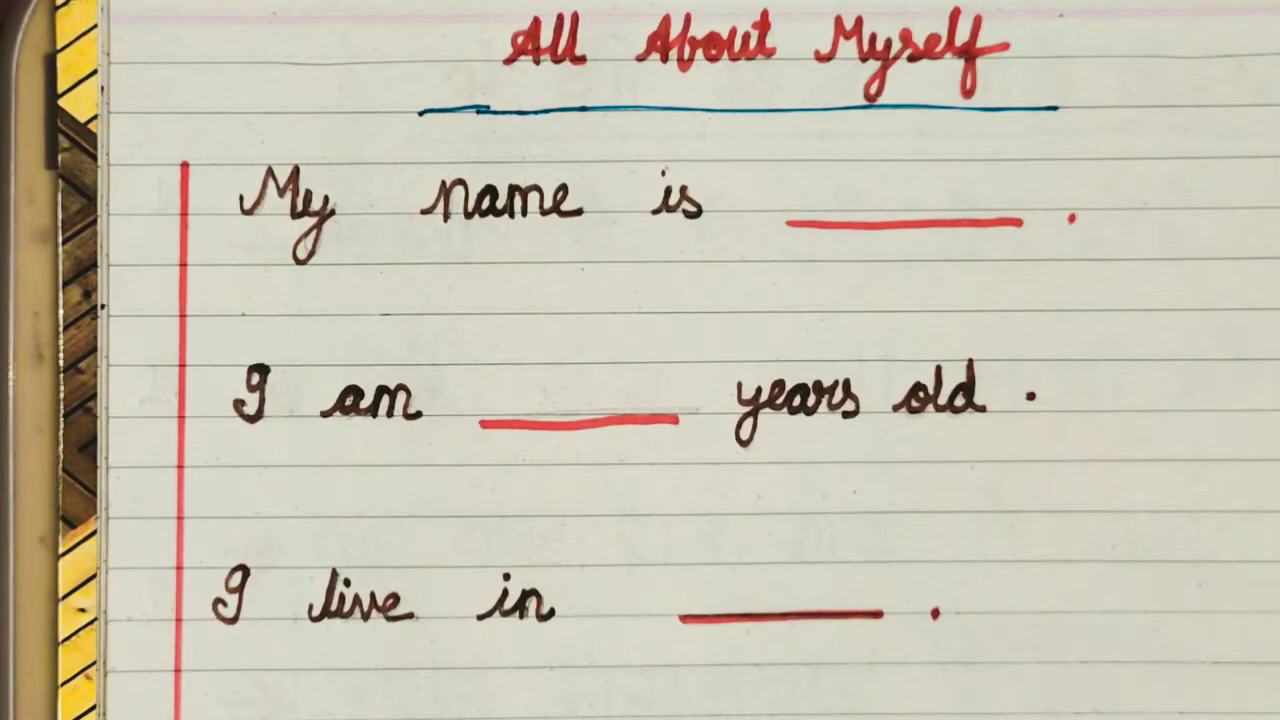 All About Myself
My name is ______ .
I am ______ years old .
I live in ______ .